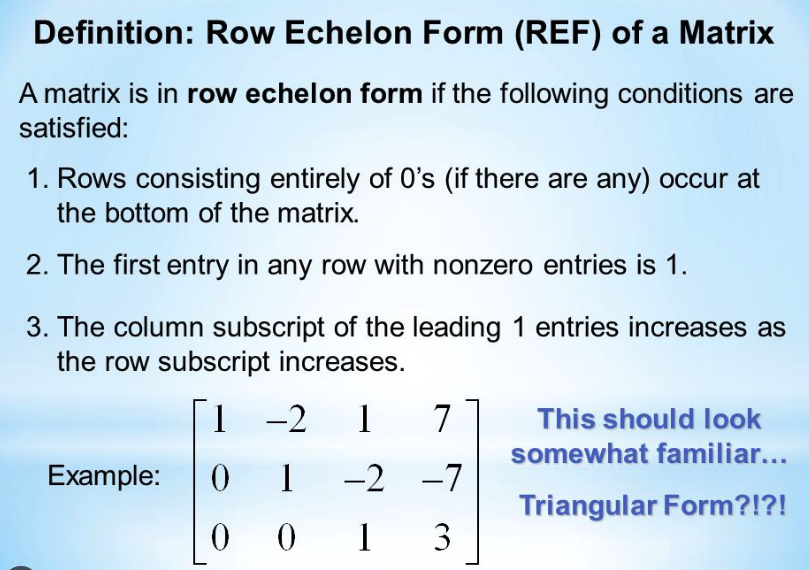 Definition: Row Echelon Form (REF) of a Matrix
A matrix is in row echelon form if the following conditions are
satisfied:
1. Rows consisting entirely of 0’s (if there are any) occur at
the bottom of the matrix.
2. The first entry in any row with nonzero entries is 1.
3. The column subscript of the leading 1 entries increases as
the row subscript increases.
Example:
1 –2 1 7
0 1 –2 –7
0 0 1 3
This should look
somewhat familiar…
Triangular Form?!?!